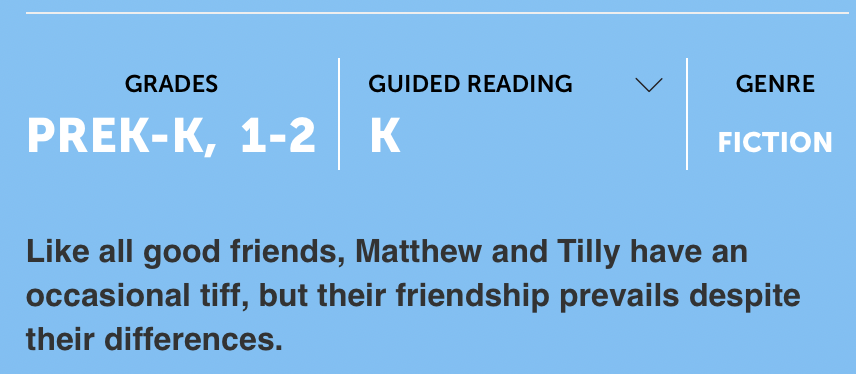 GRADES
PREK-K, 1-2
GUIDED READING
K
GENRE
FICTION
Like all good friends, Matthew and Tilly have an
occasional tiff, but their friendship prevails despite
their differences.